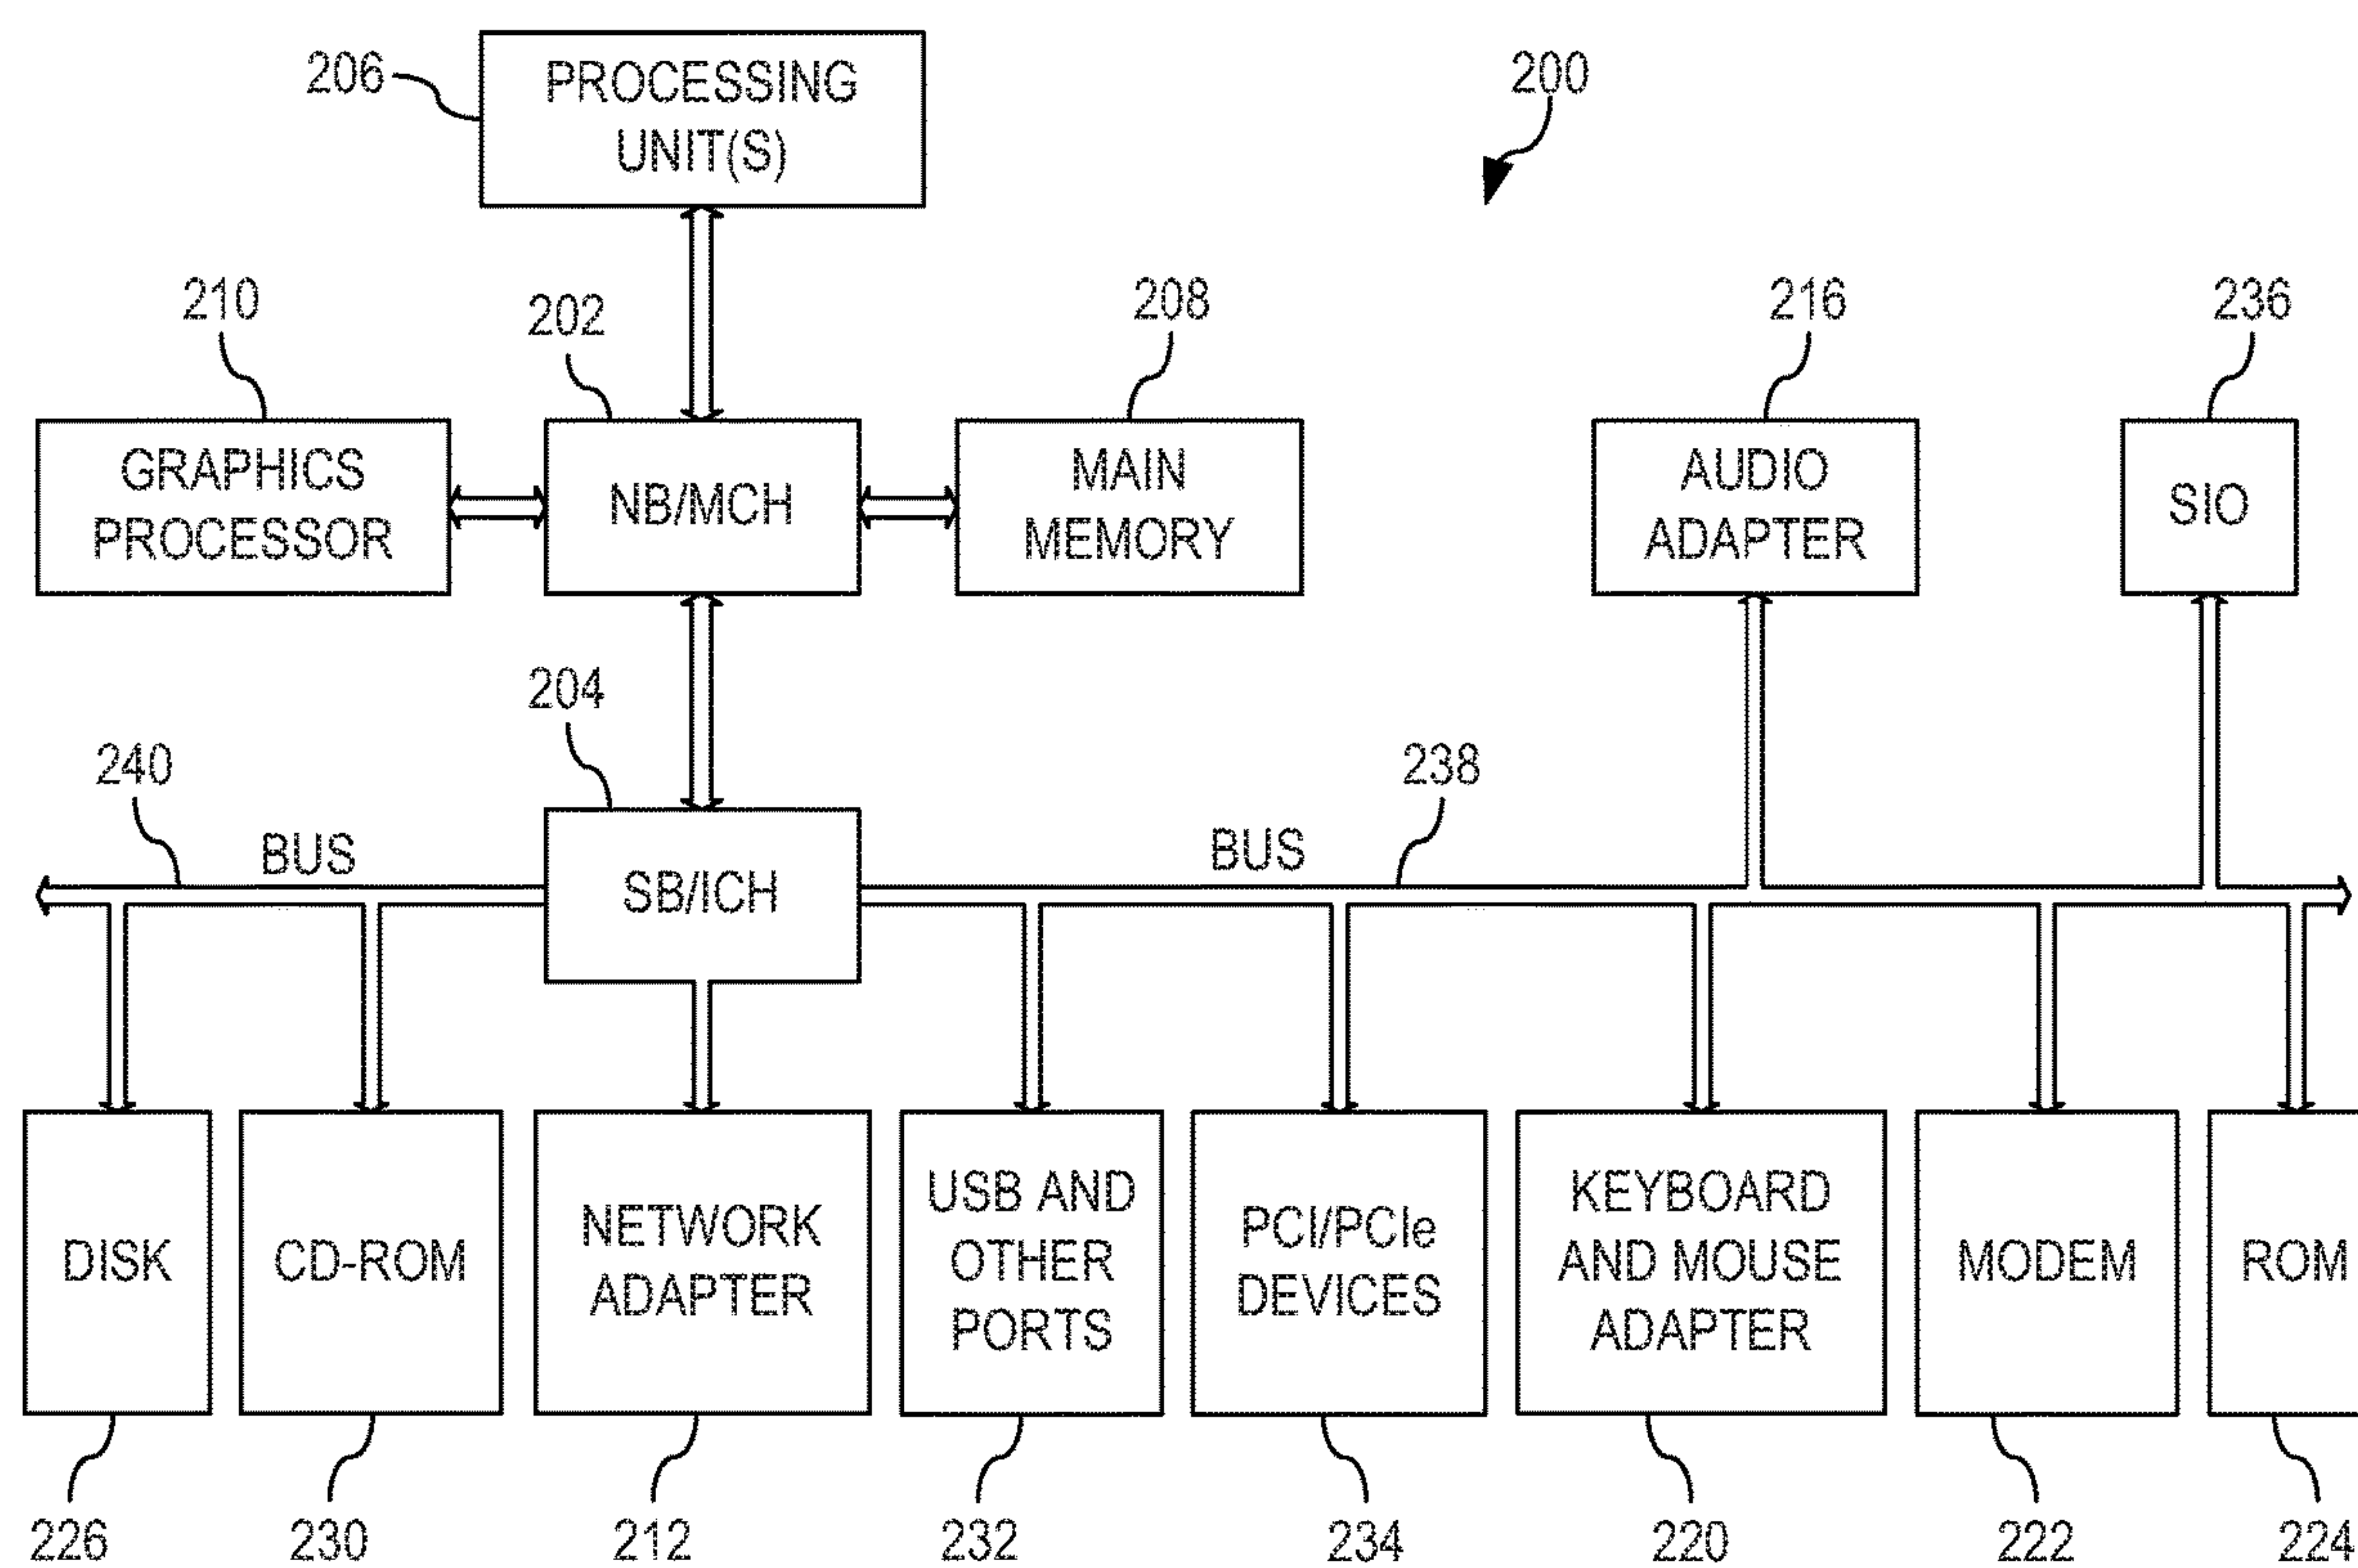 206
PROCESSING
UNIT(S)
200
210
202
208
216
236
GRAPHICS
PROCESSOR
NB/MCH
MAIN
MEMORY
AUDIO
ADAPTER
SIO
204
240
238
BUS
BUS
SB/ICH
DISK
CD-ROM
NETWORK
ADAPTER
USB AND
OTHER
PORTS
PCI/PCIe
DEVICES
KEYBOARD
AND MOUSE
ADAPTER
MODEM
ROM
226
230
212
232
234
220
222
224